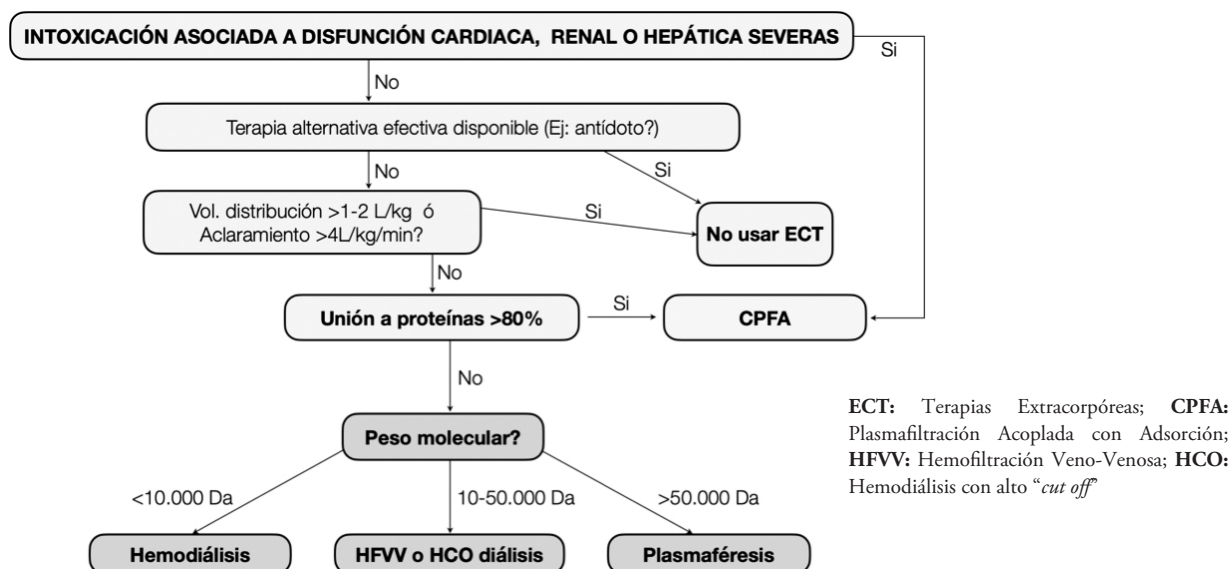 INTOXICACIÓN ASOCIADA A DISFUNCIÓN CARDIACA, RENAL O HEPÁTICA SEVERAS
Si
No
Terapia alternativa efectiva disponible (Ej: antídoto?)
No
Si
Vol. distribución >1-2 L/kg ó
Aclaramiento >4L/kg/min?
Si
No usar ECT
No
Unión a proteínas >80%
Si
CPFA
No
Peso molecular?
<10.000 Da
10-50.000 Da
>50.000 Da
Hemodiálisis
HFVV o HCO diálisis
Plasmaféresis
ECT: Terapias Extracorpóreas; CPFA:
Plasmafiltración Acoplada con Adsorción;
HFVV: Hemofiltración Veno-Venosa; HCO:
Hemodiálisis con alto “cut off”